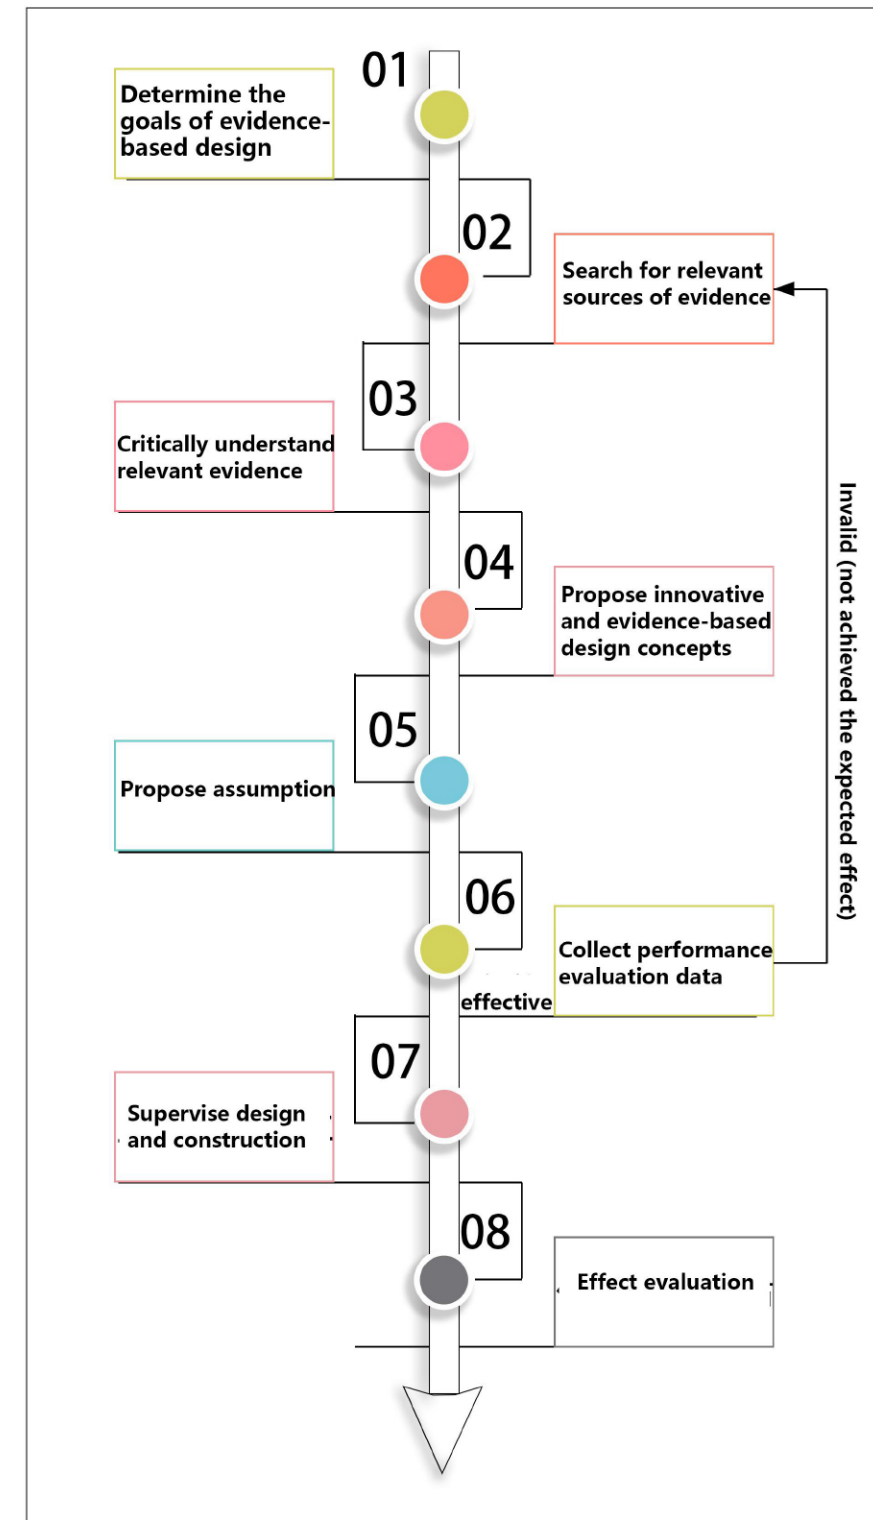 01
Determine the
goals of evidence-
based design
02
Search for relevant
sources of evidence
03
Critically understand
relevant evidence
04
Propose innovative
and evidence-based
design concepts
05
Propose assumption
06
Collect performance
evaluation data
effective
Invalid (not achieved the expected effect)
07
Supervise design
and construction
08
Effect evaluation